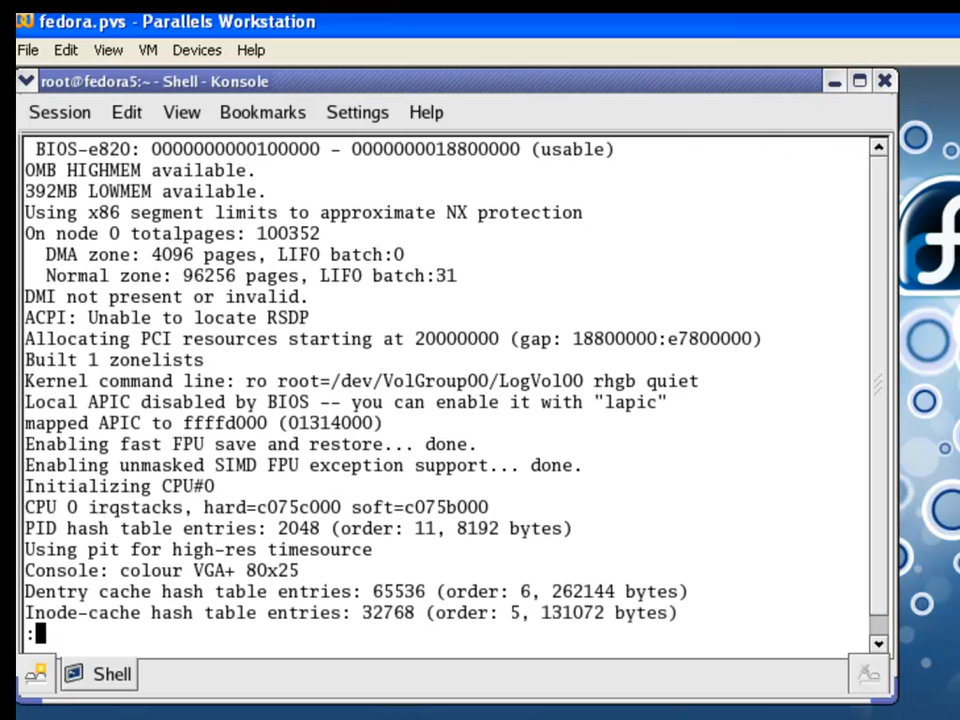 fedora.pvs - Parallels Workstation
File Edit View VM Devices Help
root@fedora5:~ - Shell - Konsole
Session Edit View Bookmarks Settings Help
BIOS-e820: 0000000000100000 - 0000000018800000 (usable)
0MB HIGHMEM available.
392MB LOWMEM available.
Using x86 segment limits to approximate NX protection
On node 0 totalpages: 100352
DMA zone: 4096 pages, LIFO batch:0
Normal zone: 96256 pages, LIFO batch:31
DMI not present or invalid.
ACPI: Unable to locate RSDP
Allocating PCI resources starting at 20000000 (gap: 18800000:e7800000)
Built 1 zonelists
Kernel command line: ro root=/dev/VolGroup00/LogVol00 rhgb quiet
Local APIC disabled by BIOS -- you can enable it with "lapic"
mapped APIC to ffffd000 (01314000)
Enabling fast FPU save and restore... done.
Enabling unmasked SIMD FPU exception support... done.
Initializing CPU#0
CPU 0 irqstacks, hard=c075c000 soft=c075b000
PID hash table entries: 2048 (order: 11, 8192 bytes)
Using pit for high-res timesource
Console: colour VGA+ 80x25
Dentry cache hash table entries: 65536 (order: 6, 262144 bytes)
Inode-cache hash table entries: 32768 (order: 5, 131072 bytes)
:
Shell